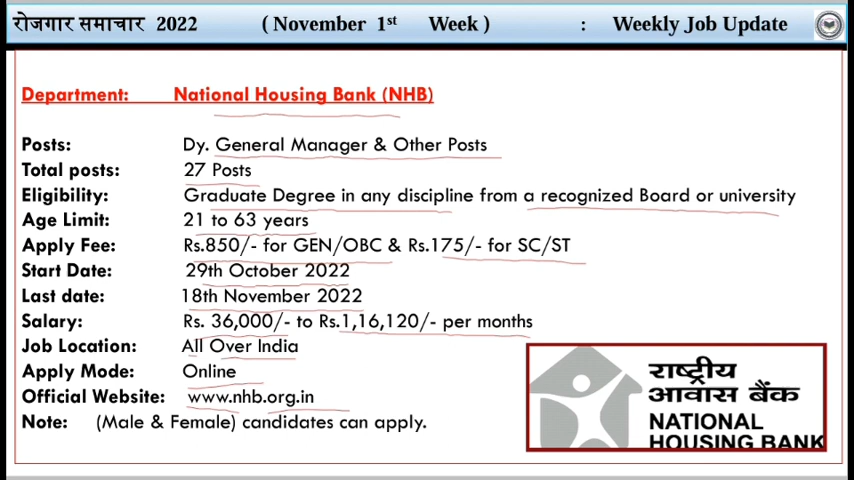 रोजगार समाचार 2022 ( November 1st Week ) : Weekly Job Update
Department: National Housing Bank (NHB)
Posts: Dy. General Manager & Other Posts
Total posts: 27 Posts
Eligibility: Graduate Degree in any discipline from a recognized Board or university
Age Limit: 21 to 63 years
Apply Fee: Rs.850/- for GEN/OBC & Rs.175/- for SC/ST
Start Date: 29th October 2022
Last date: 18th November 2022
Salary: Rs. 36,000/- to Rs.1,16,120/- per months
Job Location: All Over India
Apply Mode: Online
Official Website: www.nhb.org.in
Note: (Male & Female) candidates can apply.
राष्ट्रीय
आवास बैंक
NATIONAL
HOUSING BANK